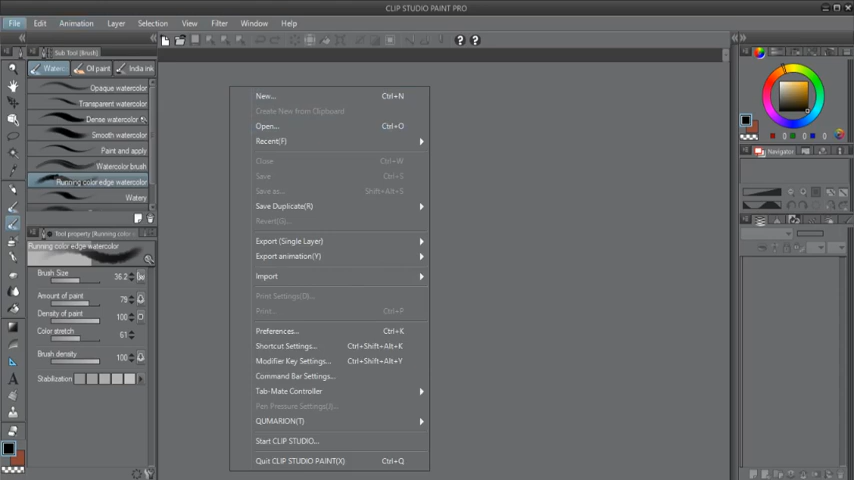 CLIP STUDIO PAINT PRO
File Edit Animation Layer Selection View Filter Window Help
Sub Tool [Brush]
Waterc Oil paint India ink
Opaque watercolor
Transparent watercolor
Dense watercolor
Smooth watercolor
Paint and apply
Watercolor brush
Running color edge watercolor
Watery
Tool property [Running color
Running color edge watercolor
Brush Size 36.2
Amount of paint 79
Density of paint 100
Color stretch 61
Brush density 100
Stabilization
New... Ctrl+N
Create New from Clipboard
Open... Ctrl+O
Recent(F)
Close Ctrl+W
Save Ctrl+S
Save as... Shift+Alt+S
Save Duplicate(R)
Revert(G)...
Export (Single Layer)
Export animation(Y)
Import
Print Settings(D)...
Print... Ctrl+P
Preferences... Ctrl+K
Shortcut Settings... Ctrl+Shift+Alt+K
Modifier Key Settings... Ctrl+Shift+Alt+Y
Command Bar Settings...
Tab-Mate Controller
Pen Pressure Settings(J)...
QUMARION(T)
Start CLIP STUDIO...
Quit CLIP STUDIO PAINT(X) Ctrl+Q
0 0 0
Navigator